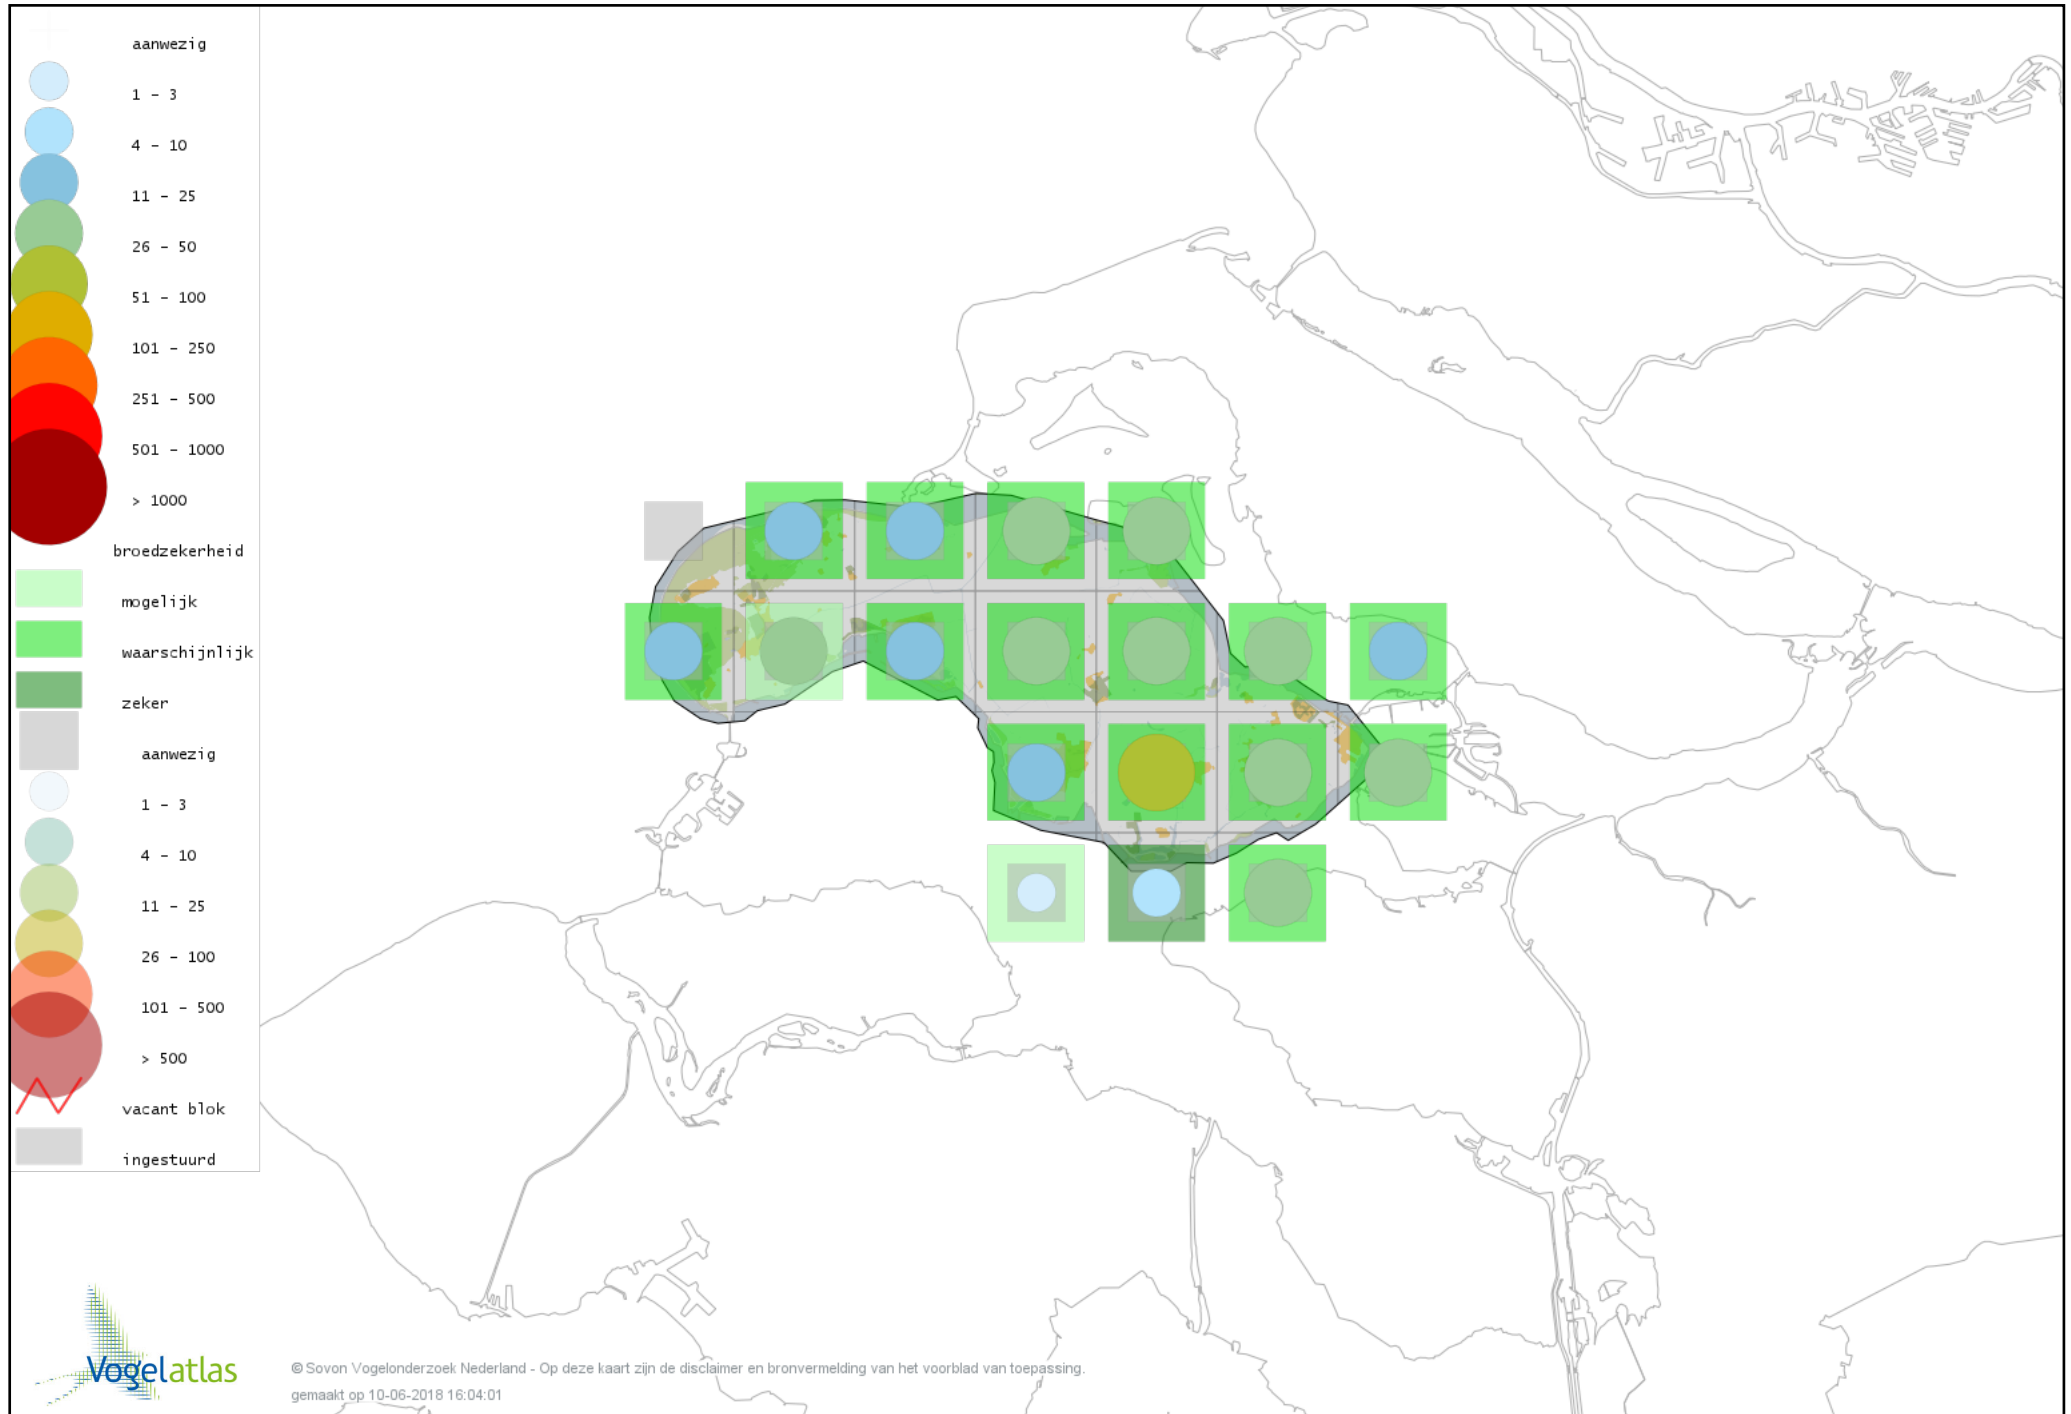 aanwezig
1 - 3
4 - 10
11 - 25
26 - 50
51 - 100
101 - 250
251 - 500
501 - 1000
> 1000
broedzekerheid
mogelijk
waarschijnlijk
zeker
aanwezig
1 - 3
4 - 10
11 - 25
26 - 100
101 - 500
> 500
vacant blok
ingestuurd
Vogelatlas
© Sovon Vogelonderzoek Nederland - Op deze kaart zijn de disclaimer en bronvermelding van het voorblad van toepassing.
gemaakt op 10-06-2018 16:04:01